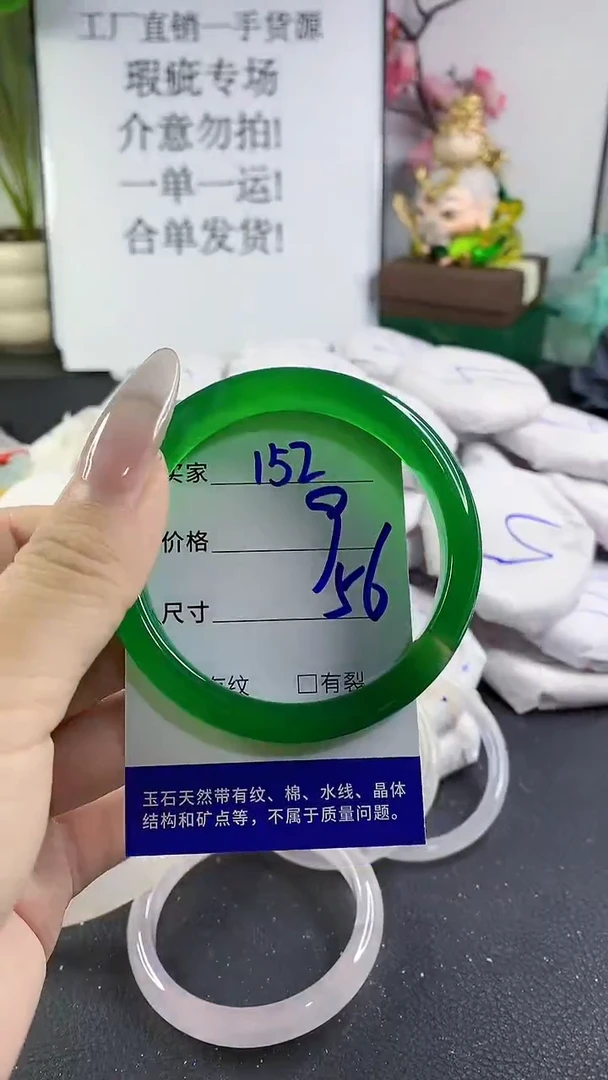 工厂直销一手货源
瑕疵专场
介意勿拍!
一单一运!
合单发货!
买家 152
价格 9
尺寸 56
有纹 □有裂
玉石天然带有纹、棉、水线、晶体
结构和矿点等，不属于质量问题。